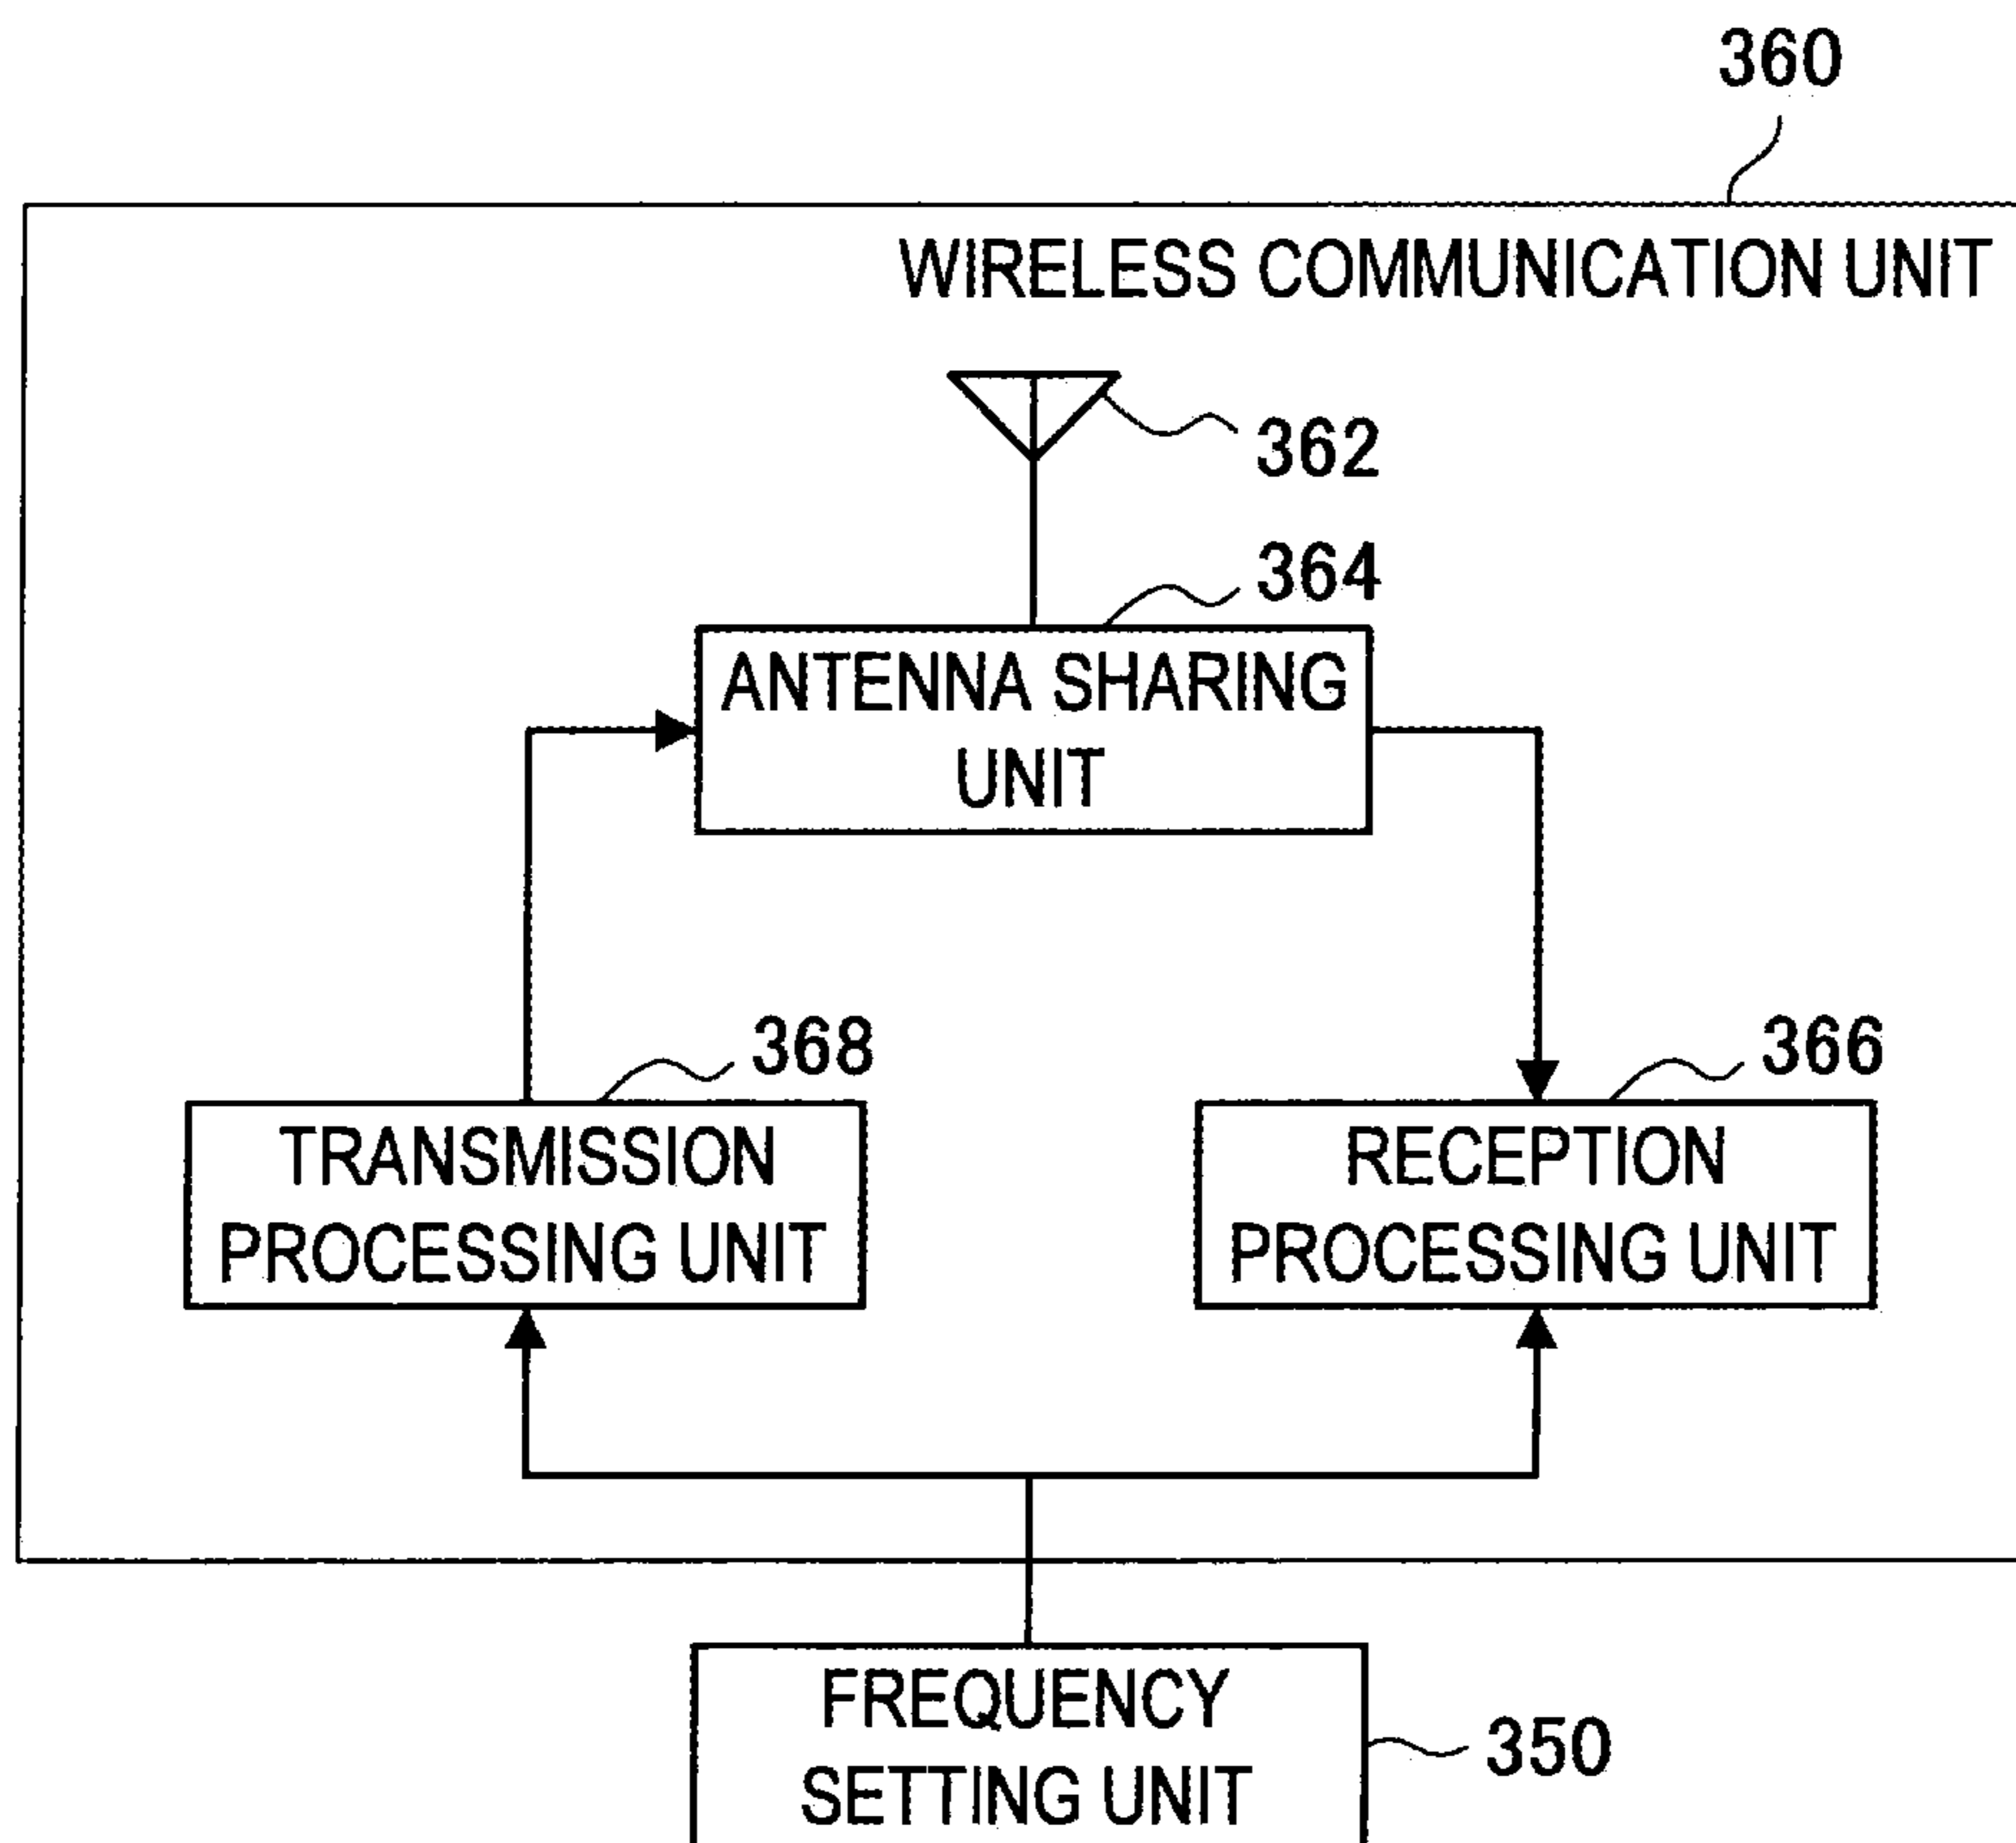 360
WIRELESS COMMUNICATION UNIT
362
364
ANTENNA SHARING
UNIT
368
366
TRANSMISSION
PROCESSING UNIT
RECEPTION
PROCESSING UNIT
FREQUENCY
SETTING UNIT
350